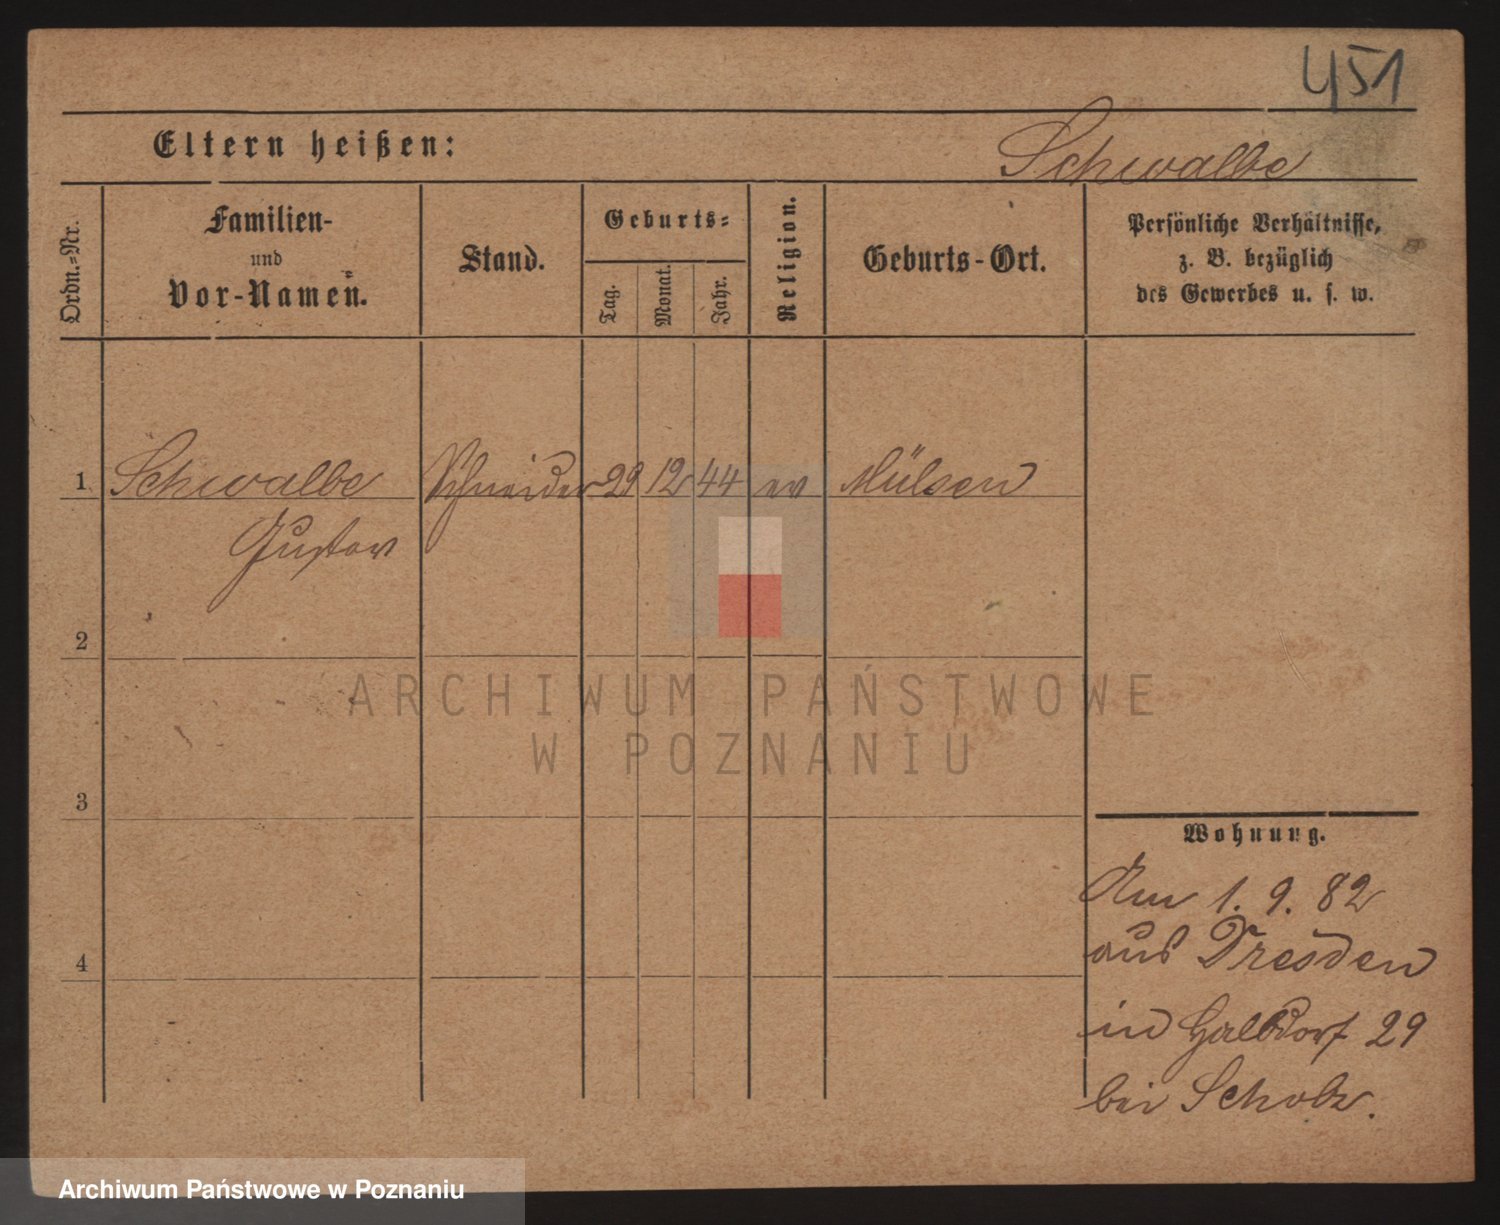 451
Eltern heißen:
Schwalbe
Ordn.-Nr.
Familien-
und
Vor-Namen.
Stand.
Geburts-
Tag.
Monat.
Jahr.
Religion.
Geburts-Ort.
Persönliche Verhältnisse,
z. B. bezüglich
des Gewerbes u. s. w.
1 Schwalbe Schneider 29 12 44 ev Mülsen
Gustav
2
ARCHIWUM PAŃSTWOWE
W POZNANIU
3
Wohnung.
Am 1. 9. 82
aus Dresden
4
in Halbdorf 29
bei Scholz.
Archiwum Państwowe w Poznaniu